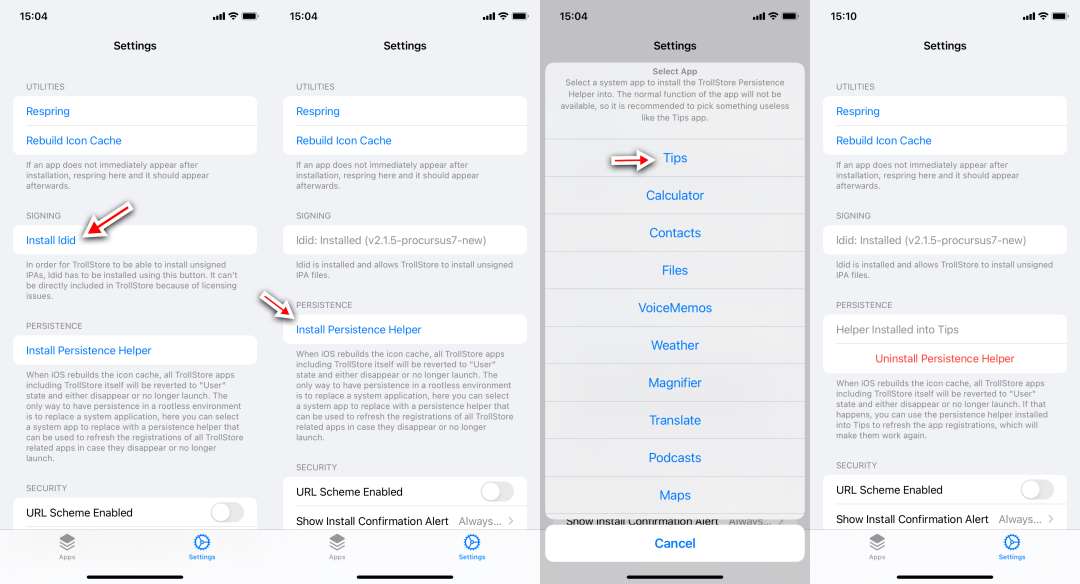 15:04
Settings
UTILITIES
Respring
Rebuild Icon Cache
If an app does not immediately appear after
installation, respring here and it should appear
afterwards.
SIGNING
Install ldid
In order for TrollStore to be able to install unsigned
IPAs, ldid has to be installed using this button. It can't
be directly included in TrollStore because of licensing
issues.
PERSISTENCE
Install Persistence Helper
When iOS rebuilds the icon cache, all TrollStore apps
including TrollStore itself will be reverted to "User"
state and either disappear or no longer launch. The
only way to have persistence in a rootless environment
is to replace a system application, here you can select
a system app to replace with a persistence helper that
can be used to refresh the registrations of all TrollStore
related apps in case they disappear or no longer
launch.
SECURITY
URL Scheme Enabled
Apps
Settings
15:04
Settings
UTILITIES
Respring
Rebuild Icon Cache
If an app does not immediately appear after
installation, respring here and it should appear
afterwards.
SIGNING
ldid: Installed (v2.1.5-procursus7-new)
ldid is installed and allows TrollStore to install unsigned
IPA files.
PERSISTENCE
Install Persistence Helper
When iOS rebuilds the icon cache, all TrollStore apps
including TrollStore itself will be reverted to "User"
state and either disappear or no longer launch. The
only way to have persistence in a rootless environment
is to replace a system application, here you can select
a system app to replace with a persistence helper that
can be used to refresh the registrations of all TrollStore
related apps in case they disappear or no longer
launch.
SECURITY
URL Scheme Enabled
Show Install Confirmation Alert Always...
Apps
Settings
15:04
Settings
Select App
Select a system app to install the TrollStore Persistence
Helper into. The normal function of the app will not be
available, so it is recommended to pick something useless
like the Tips app.
Tips
Calculator
Contacts
Files
VoiceMemos
Weather
Magnifier
Translate
Podcasts
Maps
Show Install Confirmation Alert Always...
Cancel
15:10
Settings
UTILITIES
Respring
Rebuild Icon Cache
If an app does not immediately appear after
installation, respring here and it should appear
afterwards.
SIGNING
ldid: Installed (v2.1.5-procursus7-new)
ldid is installed and allows TrollStore to install unsigned
IPA files.
PERSISTENCE
Helper Installed into Tips
Uninstall Persistence Helper
When iOS rebuilds the icon cache, all TrollStore apps
including TrollStore itself will be reverted to "User"
state and either disappear or no longer launch. If that
happens, you can use the persistence helper installed
into Tips to refresh the app registrations, which will
make them work again.
SECURITY
URL Scheme Enabled
Show Install Confirmation Alert Always...
Apps
Settings